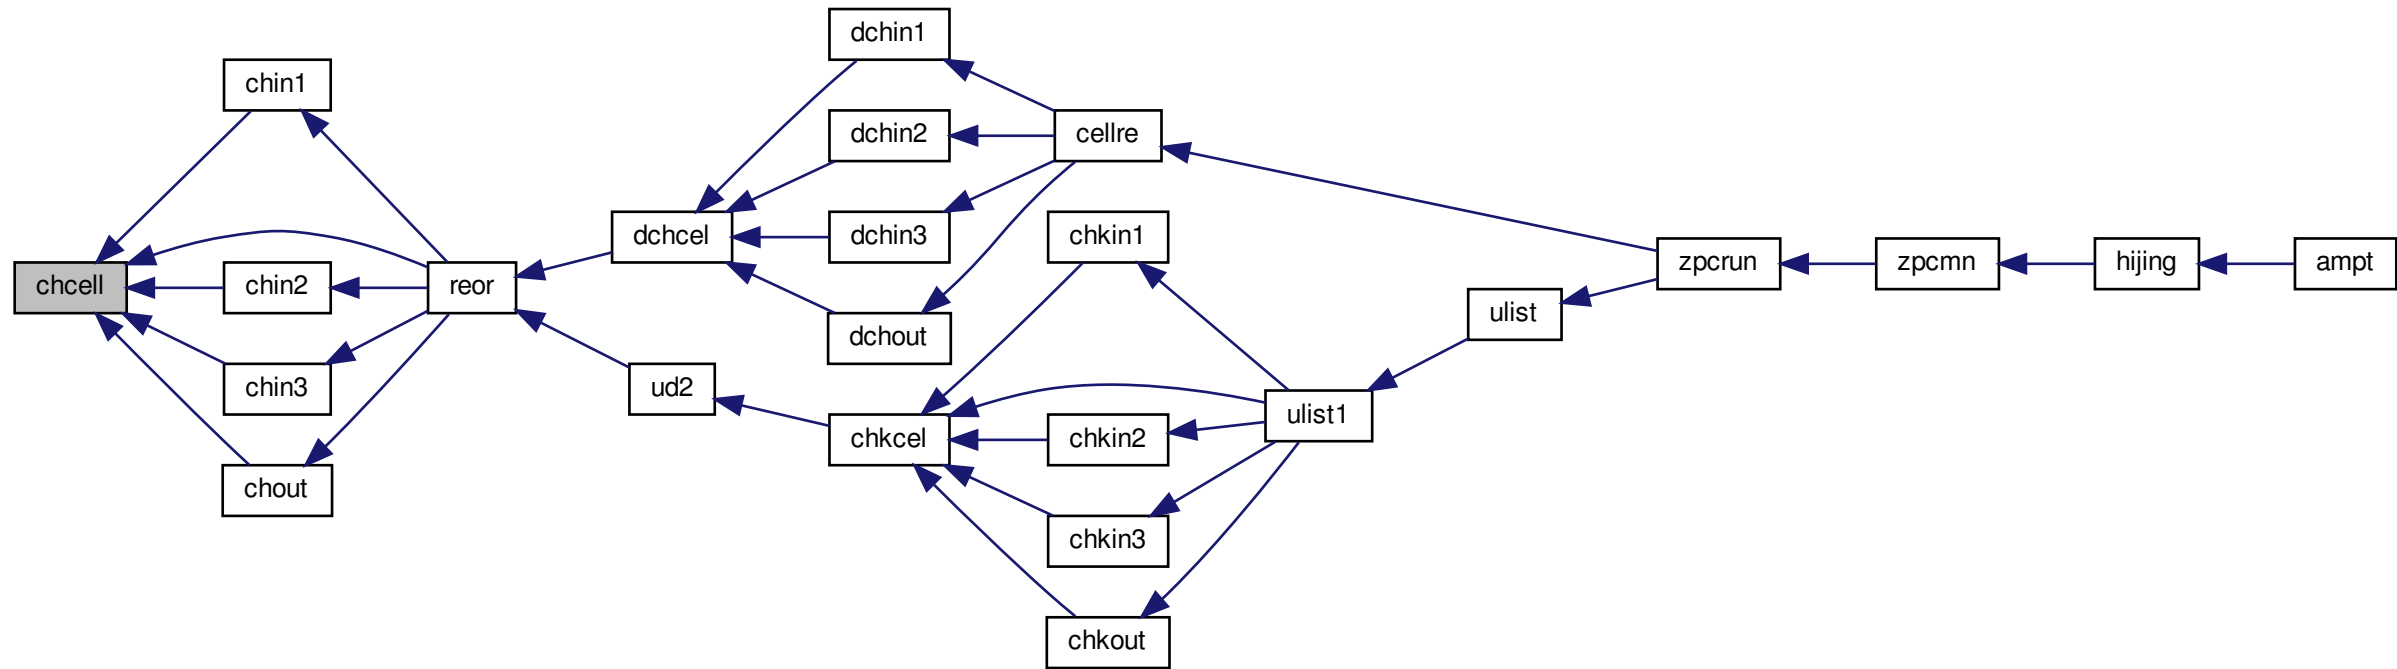 chcell
chin1
chin2
chin3
chout
reor
dchcel
ud2
dchin1
dchin2
dchin3
dchout
chkcel
cellre
chkin1
chkin2
chkin3
chkout
ulist1
ulist
zpcrun
zpcmn
hijing
ampt